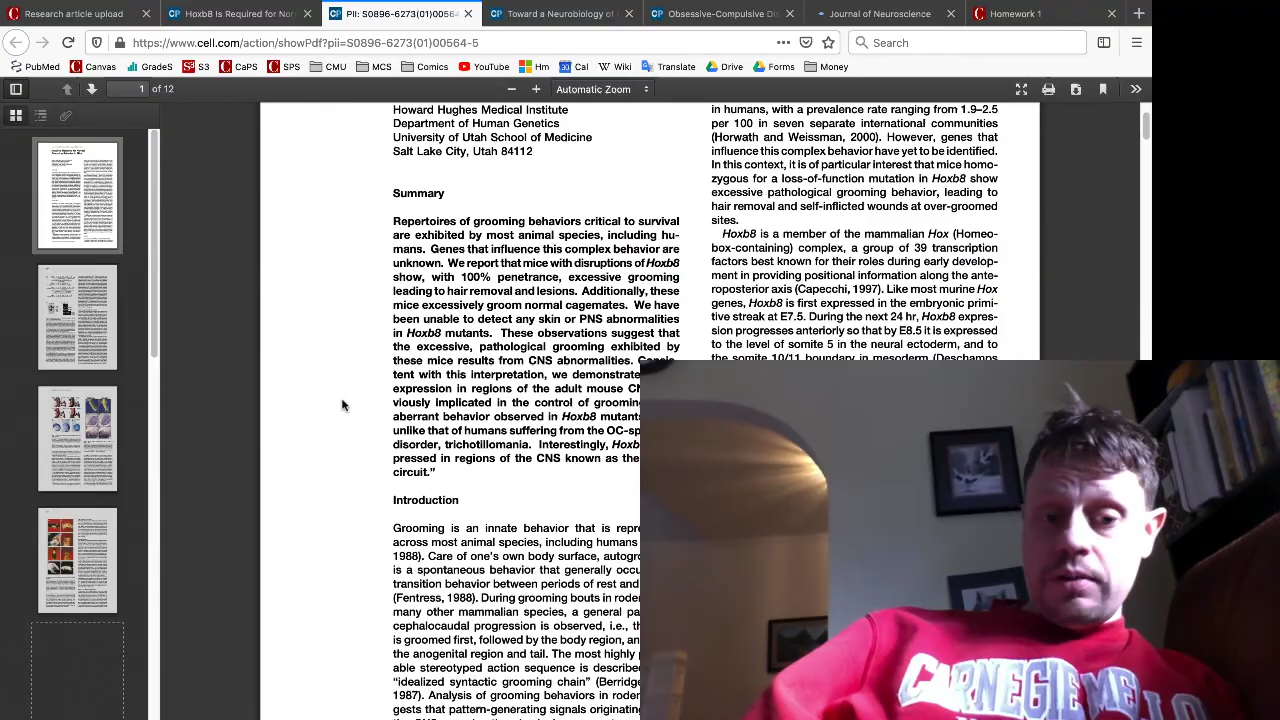 Research article upload
Hoxb8 Is Required for Nor
PII: S0896-6273(01)00564-
Toward a Neurobiology of
Obsessive-Compulsive Dis
Journal of Neuroscience
Homework 1
https://www.cell.com/action/showPdf?pii=S0896-6273(01)00564-5
Search
PubMed Canvas GradeS S3 CaPS SPS CMU MCS Comics YouTube Hm Cal Wiki Translate Drive Forms Money
1 of 12
Automatic Zoom
Howard Hughes Medical Institute
Department of Human Genetics
University of Utah School of Medicine
Salt Lake City, Utah 84112
Summary
Repertoires of grooming behaviors critical to survival
are exhibited by most animal species, including hu-
mans. Genes that influence this complex behavior are
unknown. We report that mice with disruptions of Hoxb8
show, with 100% penetrance, excessive grooming
leading to hair removal and lesions. Additionally, these
mice excessively groom normal cagemates. We have
been unable to detect any skin or PNS abnormalities
in Hoxb8 mutants. These observations suggest that
the excessive, pathological grooming exhibited by
these mice results from CNS abnormalities. Consis-
tent with this interpretation, we demonstrate
expression in regions of the adult mouse CN
viously implicated in the control of grooming
aberrant behavior observed in Hoxb8 mutants
unlike that of humans suffering from the OC-sp
disorder, trichotillomania. Interestingly, Hoxb
pressed in regions of the CNS known as the
circuit.”
Introduction
Grooming is an innate behavior that is repre
across most animal species, including humans
1988). Care of one’s own body surface, autogro
is a spontaneous behavior that generally occu
transition behavior between periods of rest and
(Fentress, 1988). During grooming bouts in roden
many other mammalian species, a general pa
cephalocaudal progression is observed, i.e., th
is groomed first, followed by the body region, an
the anogenital region and tail. The most highly
able stereotyped action sequence is describe
“idealized syntactic grooming chain” (Berridge
1987). Analysis of grooming behaviors in roden
gests that pattern-generating signals originating
in humans, with a prevalence rate ranging from 1.9–2.5
per 100 in seven separate international communities
(Horwath and Weissman, 2000). However, genes that
influence this complex behavior have yet to be identified.
In this context, it is of particular interest that mice homo-
zygous for a loss-of-function mutation in Hoxb8 show
excessive pathological grooming behavior leading to
hair removal and self-inflicted wounds at over-groomed
sites.
Hoxb8 is a member of the mammalian Hox (Homeo-
box-containing) complex, a group of 39 transcription
factors best known for their roles during early develop-
ment in providing positional information along the ante-
roposterior axis (Capecchi, 1997). Like most murine Hox
genes, Hoxb8 is first expressed in the embryonic primi-
tive streak at E7.5. During the next 24 hr, Hoxb8 expres-
sion proceeds anteriorly so that by E8.5 it is expressed
to the level of somite 5 in the neural ectoderm, and to
the somite 10/11 boundary in mesoderm (Deschamps
CARNEGIE MELLO